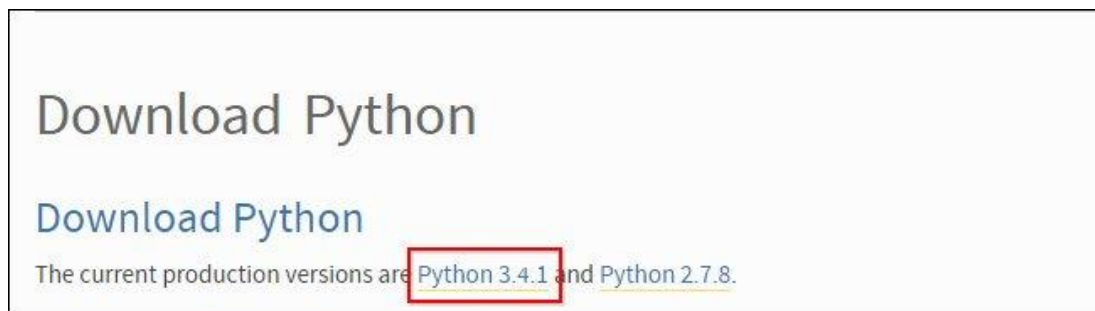 Download Python
Download Python
The current production versions are Python 3.4.1 and Python 2.7.8.